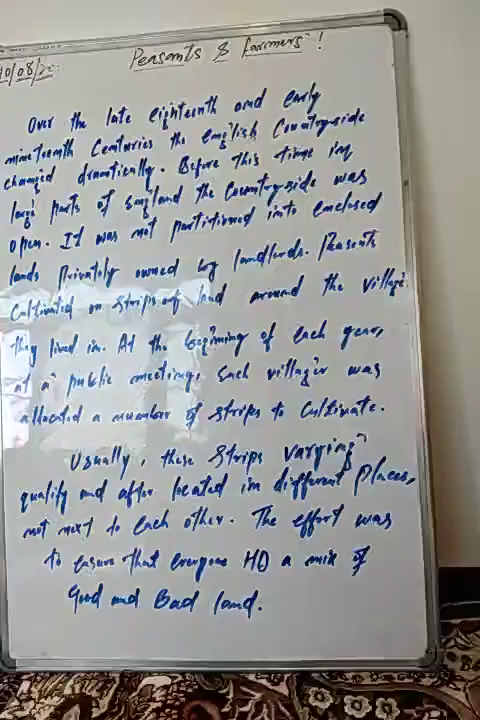 10/08/20
Peasants & farmers !
Over the late eighteenth and early
nineteenth Centuries the english Countryside
changed dramatically. Before this time in
large parts of England the Countryside was
open. It was not partitioned into enclosed
lands privately owned by landlords. Peasents
Cultivated on strips of land around the village
they lived in. At the beginning of each year,
at a public meeting, each villager was
allocated a number of strips to cultivate.
Usually, these strips varying
quality and often located in different places,
not next to each other. The effort was
to ensure that everyone HD a mix of
Good and Bad land.